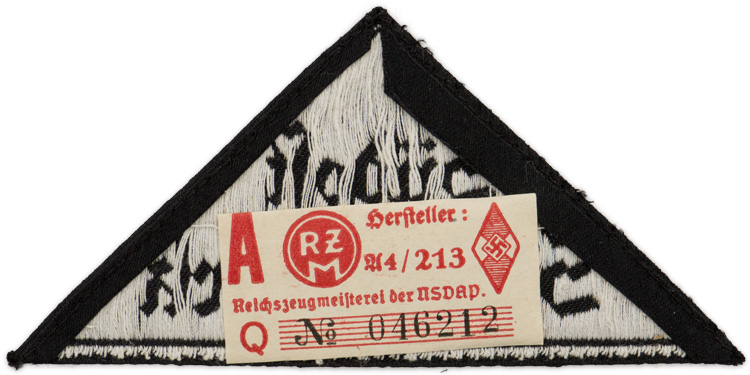 A RZM Hersteller:
A4/213
Reichszeugmeisterei der NSDAP.
Q No 046212